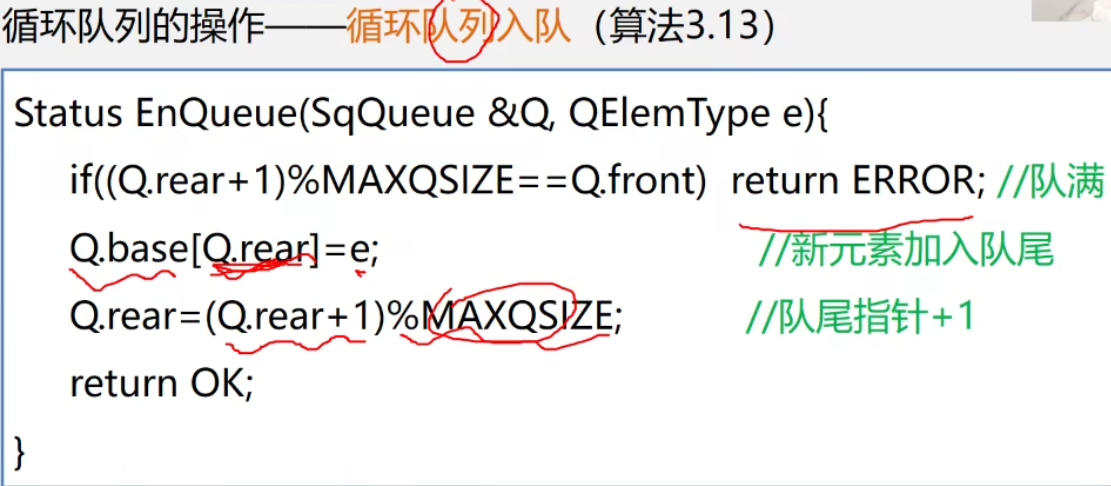 循环队列的操作——循环队列入队（算法3.13）
Status EnQueue(SqQueue &Q, QElemType e){
if((Q.rear+1)%MAXQSIZE==Q.front) return ERROR; //队满
Q.base[Q.rear]=e; //新元素加入队尾
Q.rear=(Q.rear+1)%MAXQSIZE; //队尾指针+1
return OK;
}